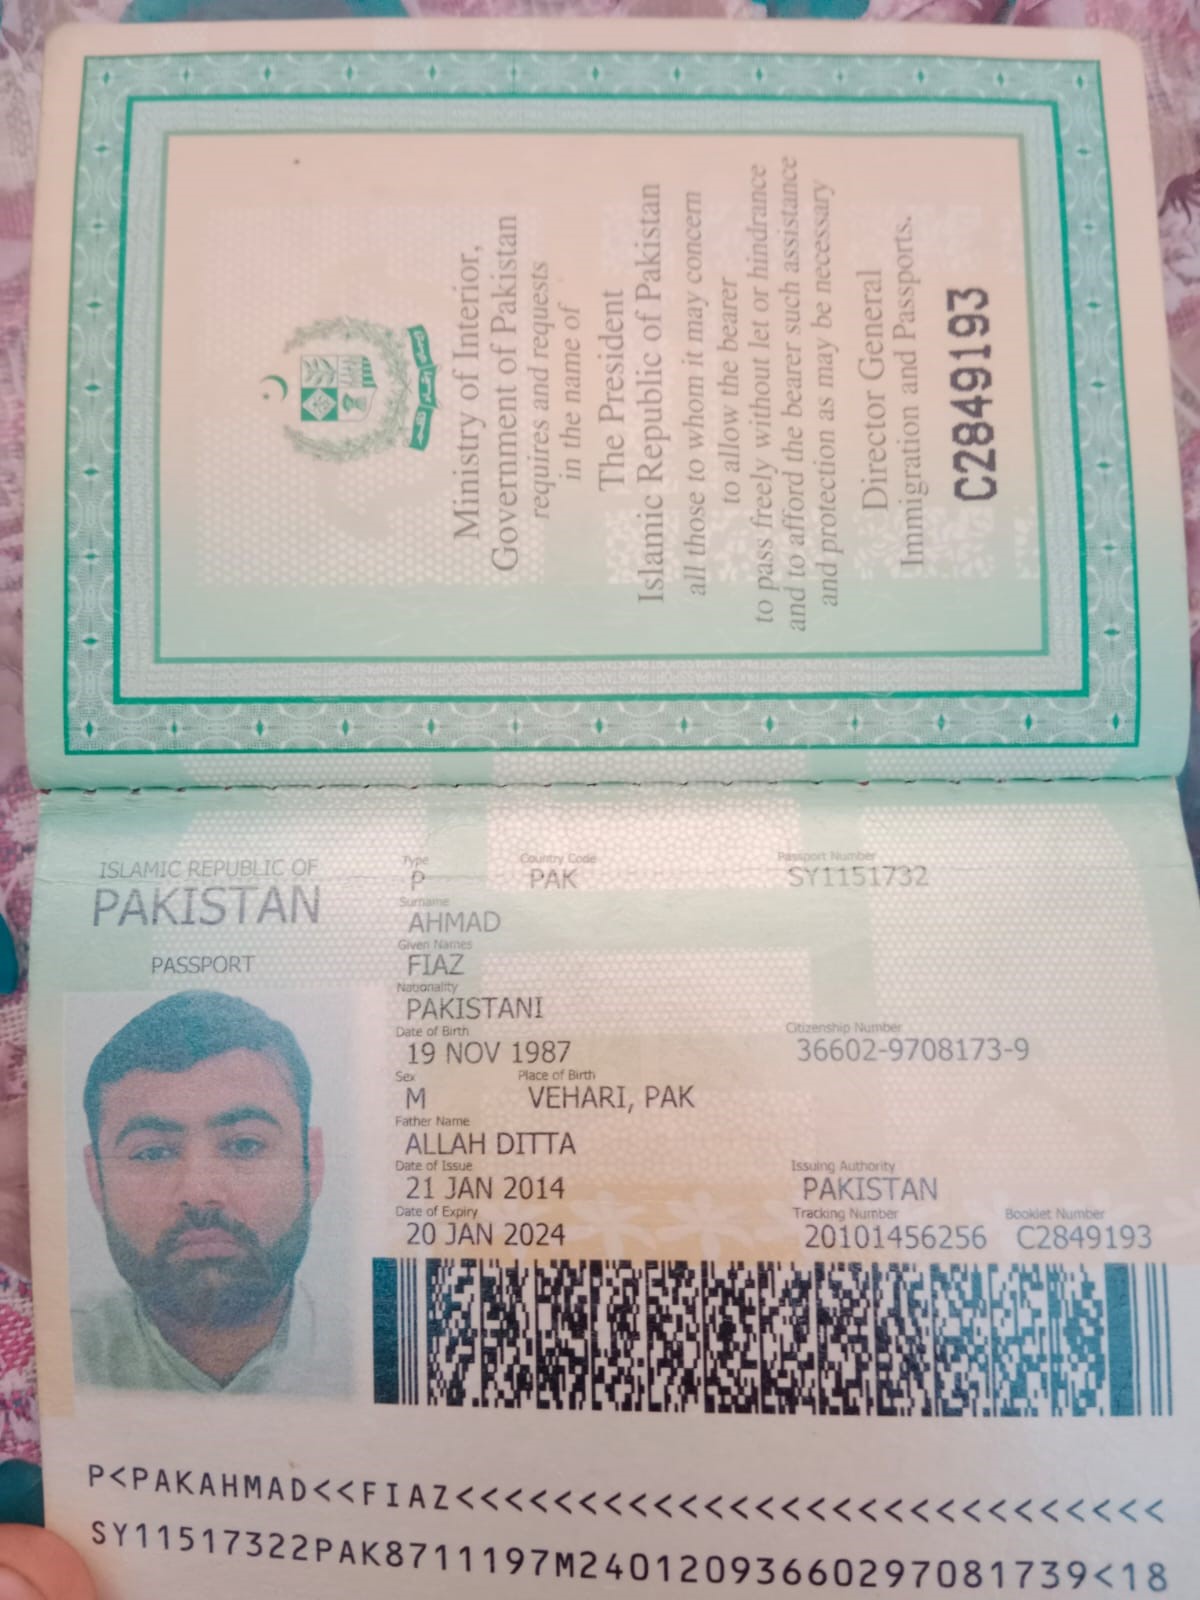 Ministry of Interior,
Government of Pakistan
requires and requests
in the name of
The President
Islamic Republic of Pakistan
all those to whom it may concern
to allow the bearer
to pass freely without let or hindrance
and to afford the bearer such assistance
and protection as may be necessary
Director General
Immigration and Passports.
C2849193
ISLAMIC REPUBLIC OF
PAKISTAN
PASSPORT
Type Country Code Passport Number
P PAK SY1151732
Surname
AHMAD
Given Names
FIAZ
Nationality
PAKISTANI
Date of Birth Citizenship Number
19 NOV 1987 36602-9708173-9
Sex Place of Birth
M VEHARI, PAK
Father Name
ALLAH DITTA
Date of Issue Issuing Authority
21 JAN 2014 PAKISTAN
Date of Expiry Tracking Number Booklet Number
20 JAN 2024 20101456256 C2849193
P<PAKAHMAD<<FIAZ<<<<<<<<<<<<<<<<<<<<<<<<<<<<
SY11517322PAK8711197M24012093660297081739<18